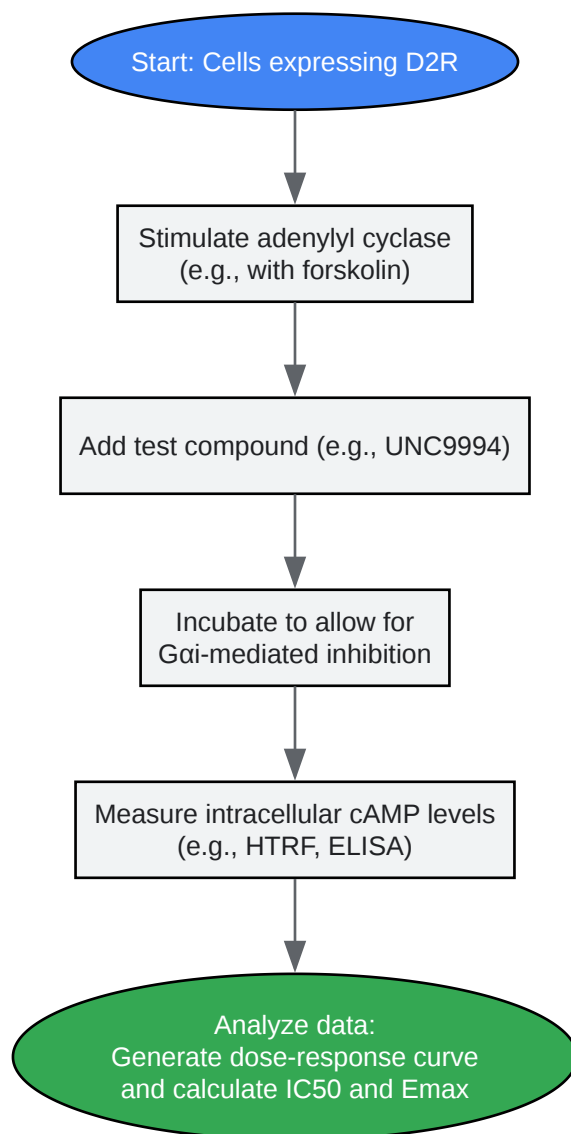 Start: Cells expressing D2R
Stimulate adenylyl cyclase
(e.g., with forskolin)
Add test compound (e.g., UNC9994)
Incubate to allow for
Gαi-mediated inhibition
Measure intracellular cAMP levels
(e.g., HTRF, ELISA)
Analyze data:
Generate dose-response curve
and calculate IC50 and Emax